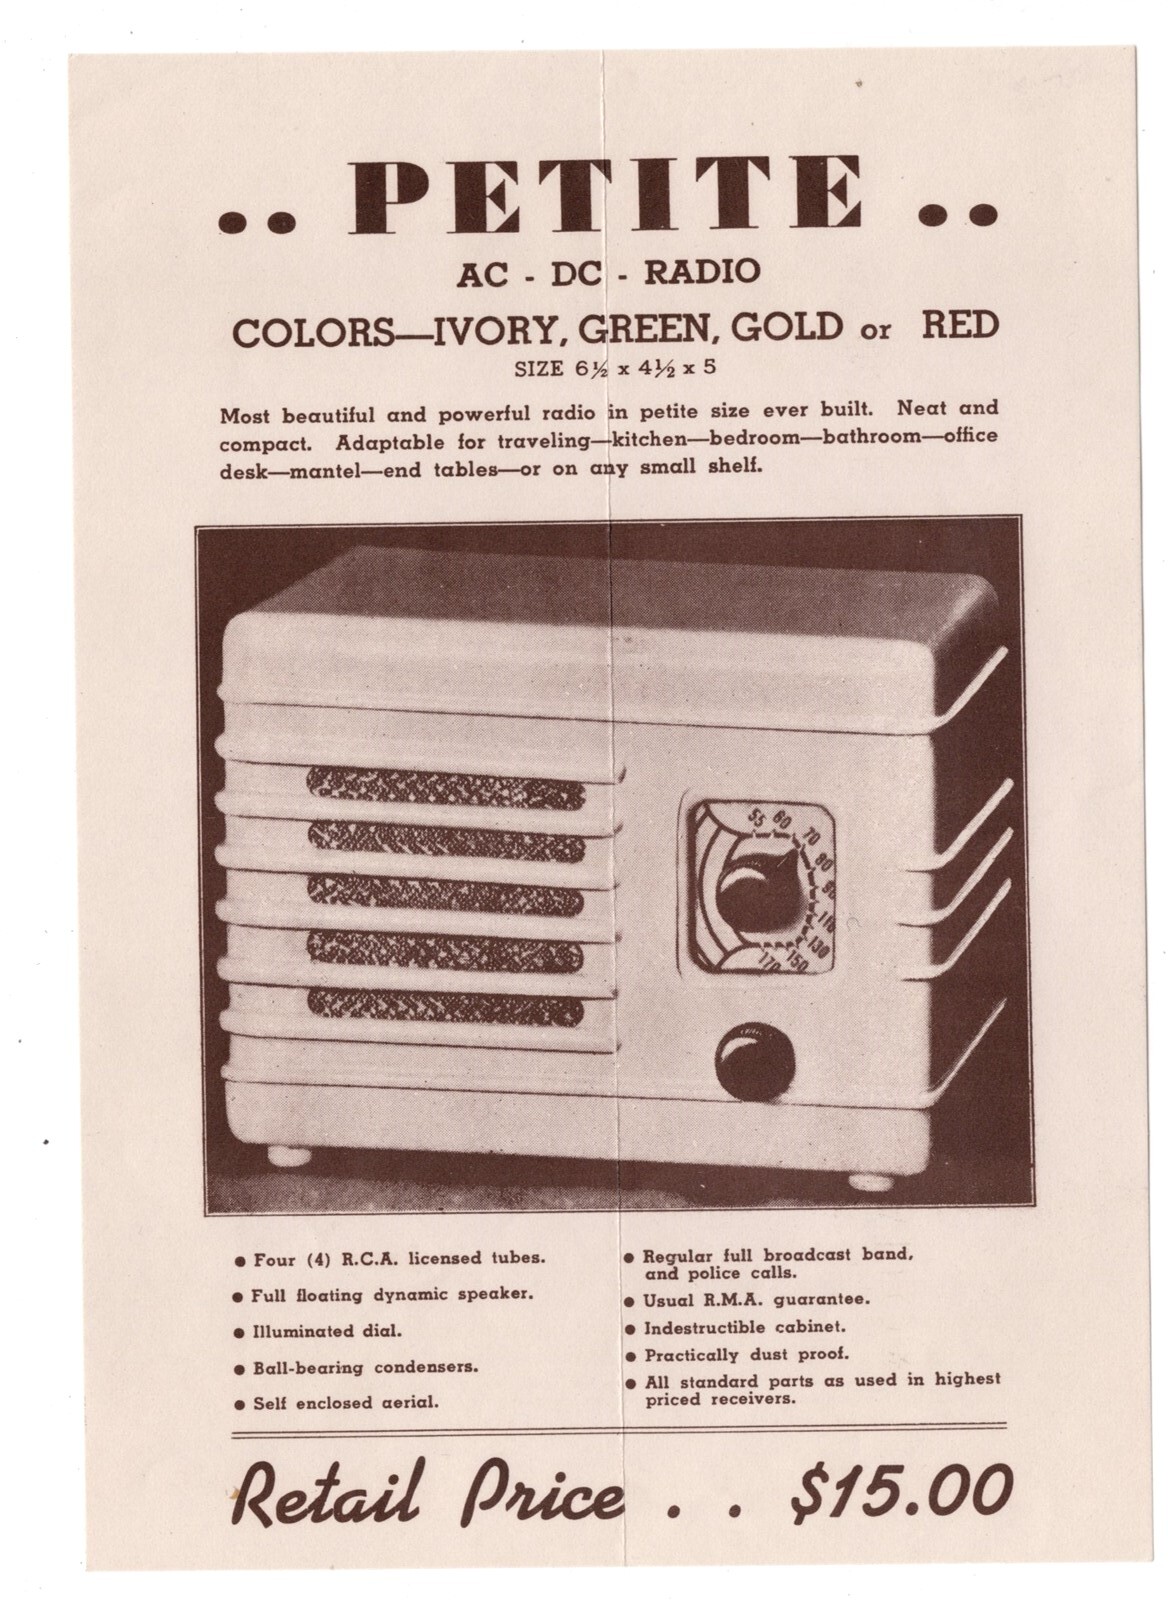 •• PETITE ••
AC - DC - RADIO
COLORS—IVORY, GREEN, GOLD or RED
SIZE 6½ x 4½ x 5
Most beautiful and powerful radio in petite size ever built. Neat and
compact. Adaptable for traveling—kitchen—bedroom—bathroom—office
desk—mantel—end tables—or on any small shelf.
55 60 70 80 90 110 130 150 170
● Four (4) R.C.A. licensed tubes.
● Full floating dynamic speaker.
● Illuminated dial.
● Ball-bearing condensers.
● Self enclosed aerial.
● Regular full broadcast band,
and police calls.
● Usual R.M.A. guarantee.
● Indestructible cabinet.
● Practically dust proof.
● All standard parts as used in highest
priced receivers.
Retail Price . . $15.00